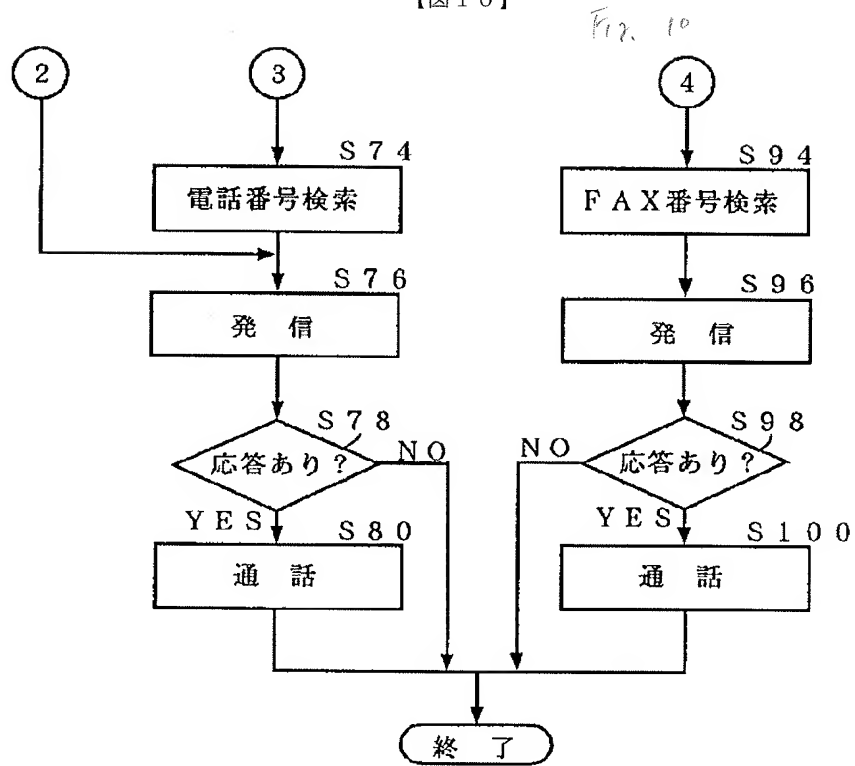 【図10】
Fig. 10
2
3
4
S74
電話番号検索
S94
FAX番号検索
S76
発信
S96
発信
S78
応答あり?
NO
YES
S98
応答あり?
NO
YES
S80
通話
S100
通話
終了